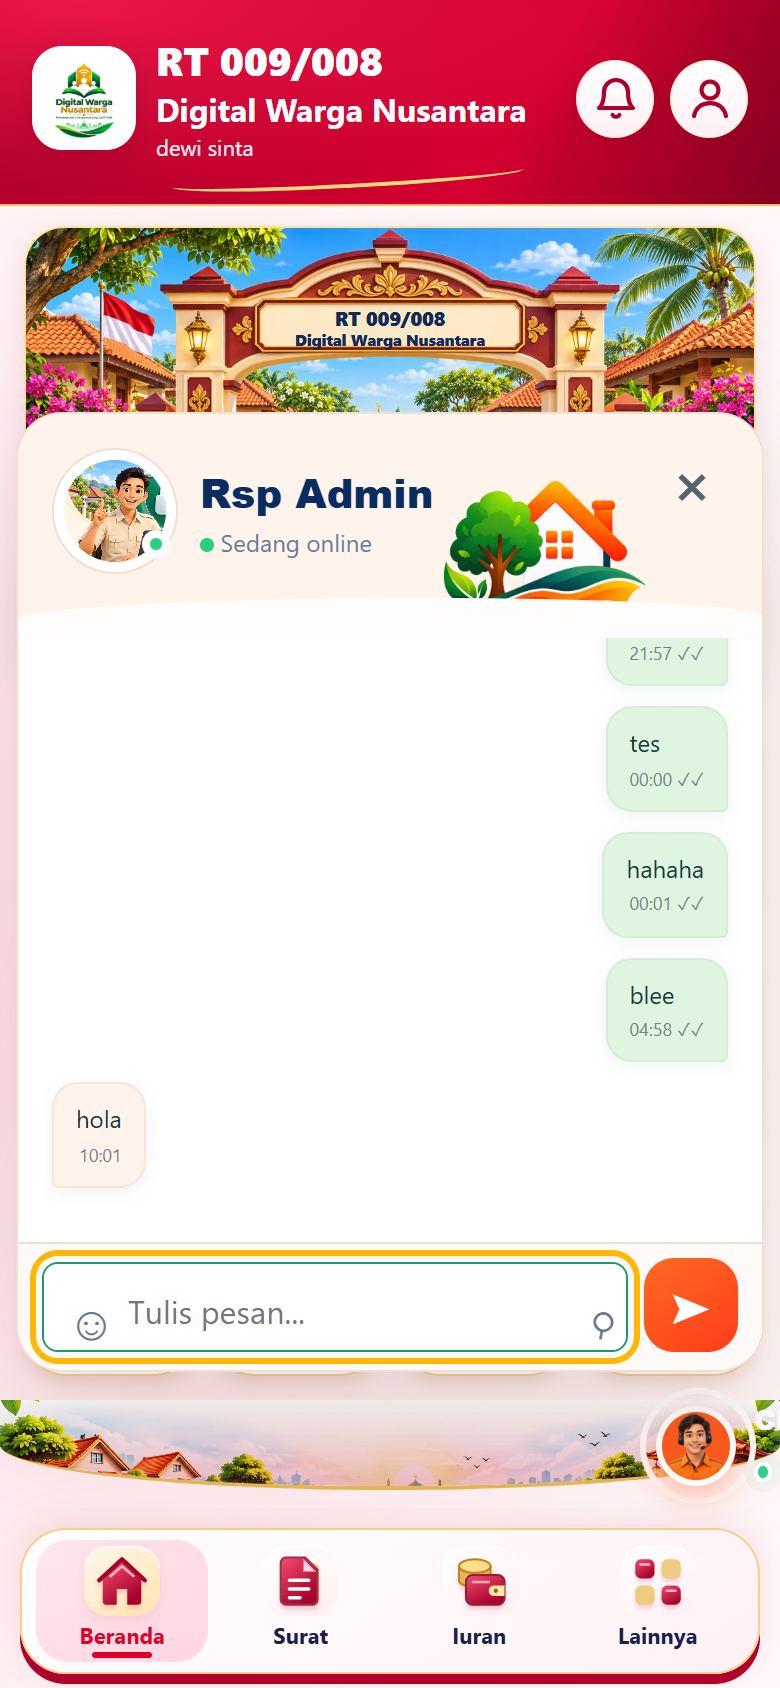 RT 009/008
Digital Warga Nusantara
dewi sinta
Digital Warga
Nusantara
RT 009/008
Digital Warga Nusantara
Rsp Admin
Sedang online
21:57 ✓✓
tes
00:00 ✓✓
hahaha
00:01 ✓✓
blee
04:58 ✓✓
hola
10:01
Tulis pesan...
Beranda
Surat
Iuran
Lainnya